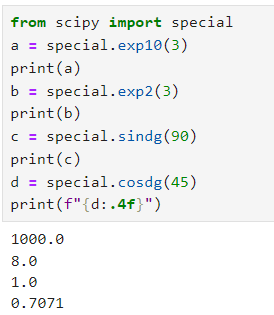 from scipy import special
a = special.exp10(3)
print(a)
b = special.exp2(3)
print(b)
c = special.sindg(90)
print(c)
d = special.cosdg(45)
print(f"{d:.4f}")
1000.0
8.0
1.0
0.7071